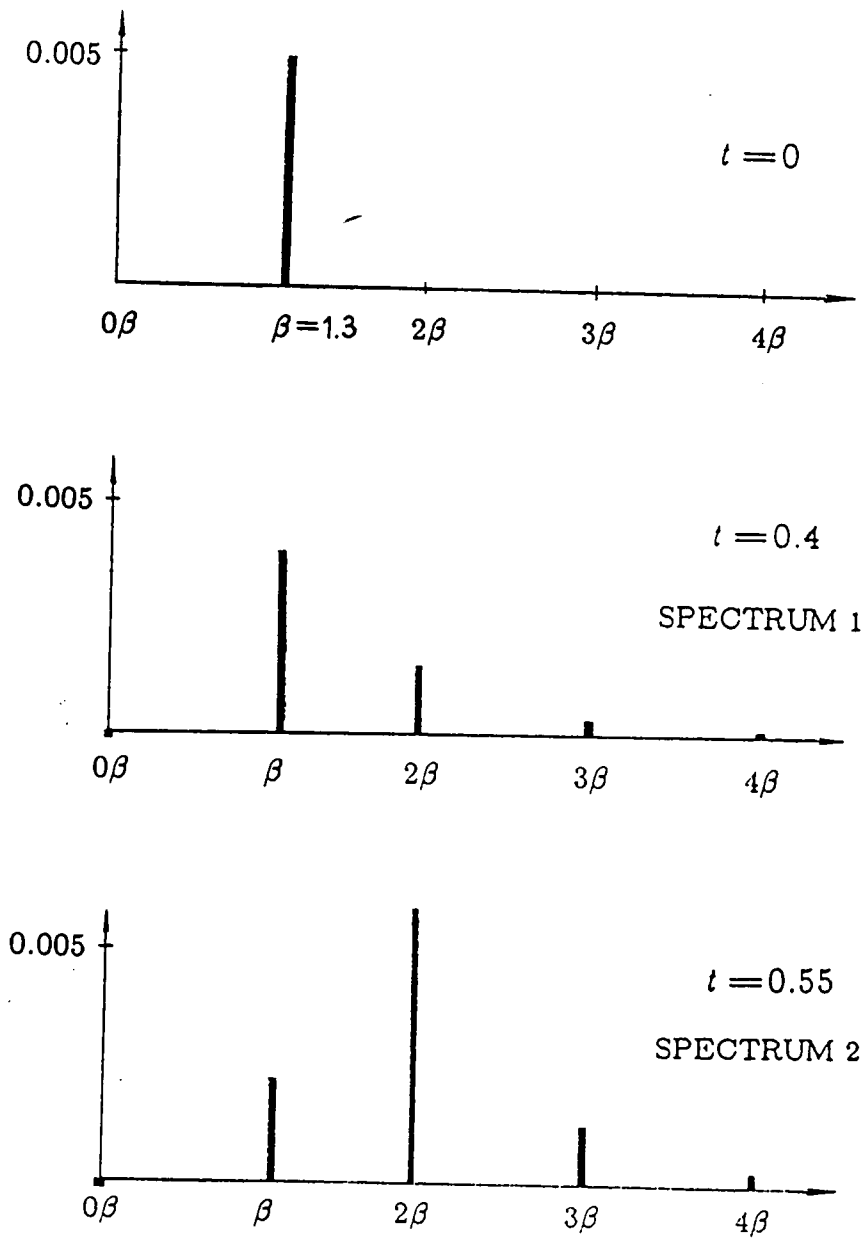 0.005
t = 0
0β β=1.3 2β 3β 4β
0.005
t = 0.4
SPECTRUM 1
0β β 2β 3β 4β
0.005
t = 0.55
SPECTRUM 2
0β β 2β 3β 4β